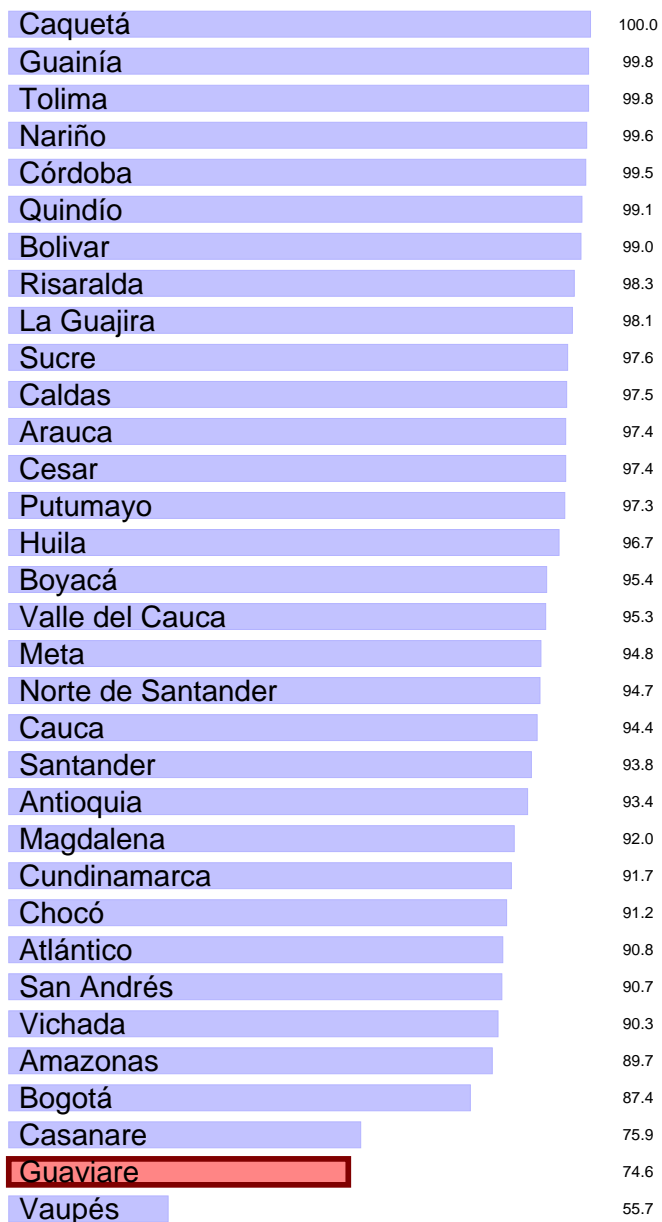 Caquetá 100.0
Guainía 99.8
Tolima 99.8
Nariño 99.6
Córdoba 99.5
Quindío 99.1
Bolivar 99.0
Risaralda 98.3
La Guajira 98.1
Sucre 97.6
Caldas 97.5
Arauca 97.4
Cesar 97.4
Putumayo 97.3
Huila 96.7
Boyacá 95.4
Valle del Cauca 95.3
Meta 94.8
Norte de Santander 94.7
Cauca 94.4
Santander 93.8
Antioquia 93.4
Magdalena 92.0
Cundinamarca 91.7
Chocó 91.2
Atlántico 90.8
San Andrés 90.7
Vichada 90.3
Amazonas 89.7
Bogotá 87.4
Casanare 75.9
Guaviare 74.6
Vaupés 55.7